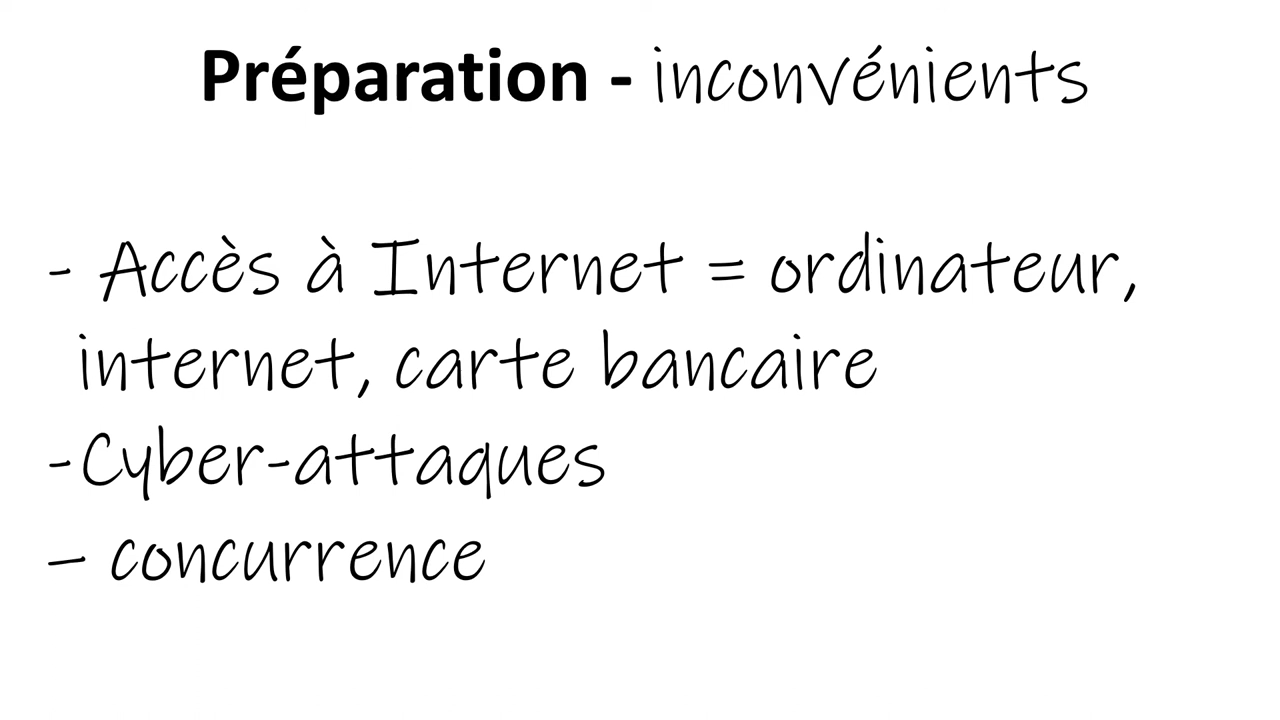 Préparation - inconvénients
- Accès à Internet = ordinateur,
internet, carte bancaire
-Cyber-attaques
– concurrence